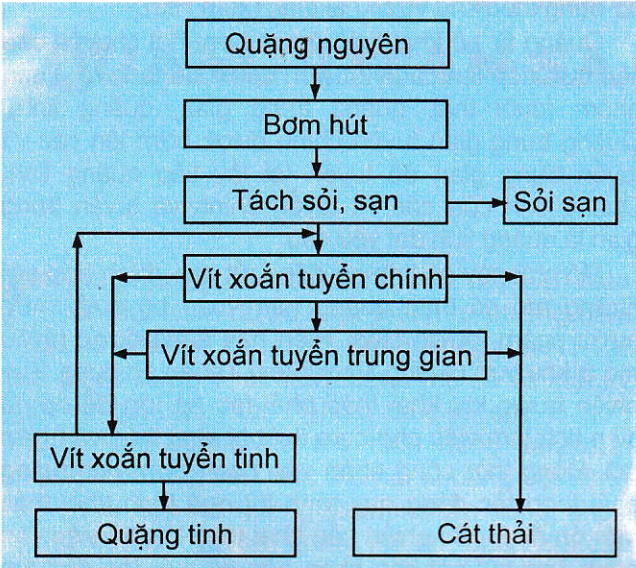 Quặng nguyên
Bơm hút
Tách sỏi, sạn
Sỏi sạn
Vít xoắn tuyển chính
Vít xoắn tuyển trung gian
Vít xoắn tuyển tinh
Quặng tinh
Cát thải